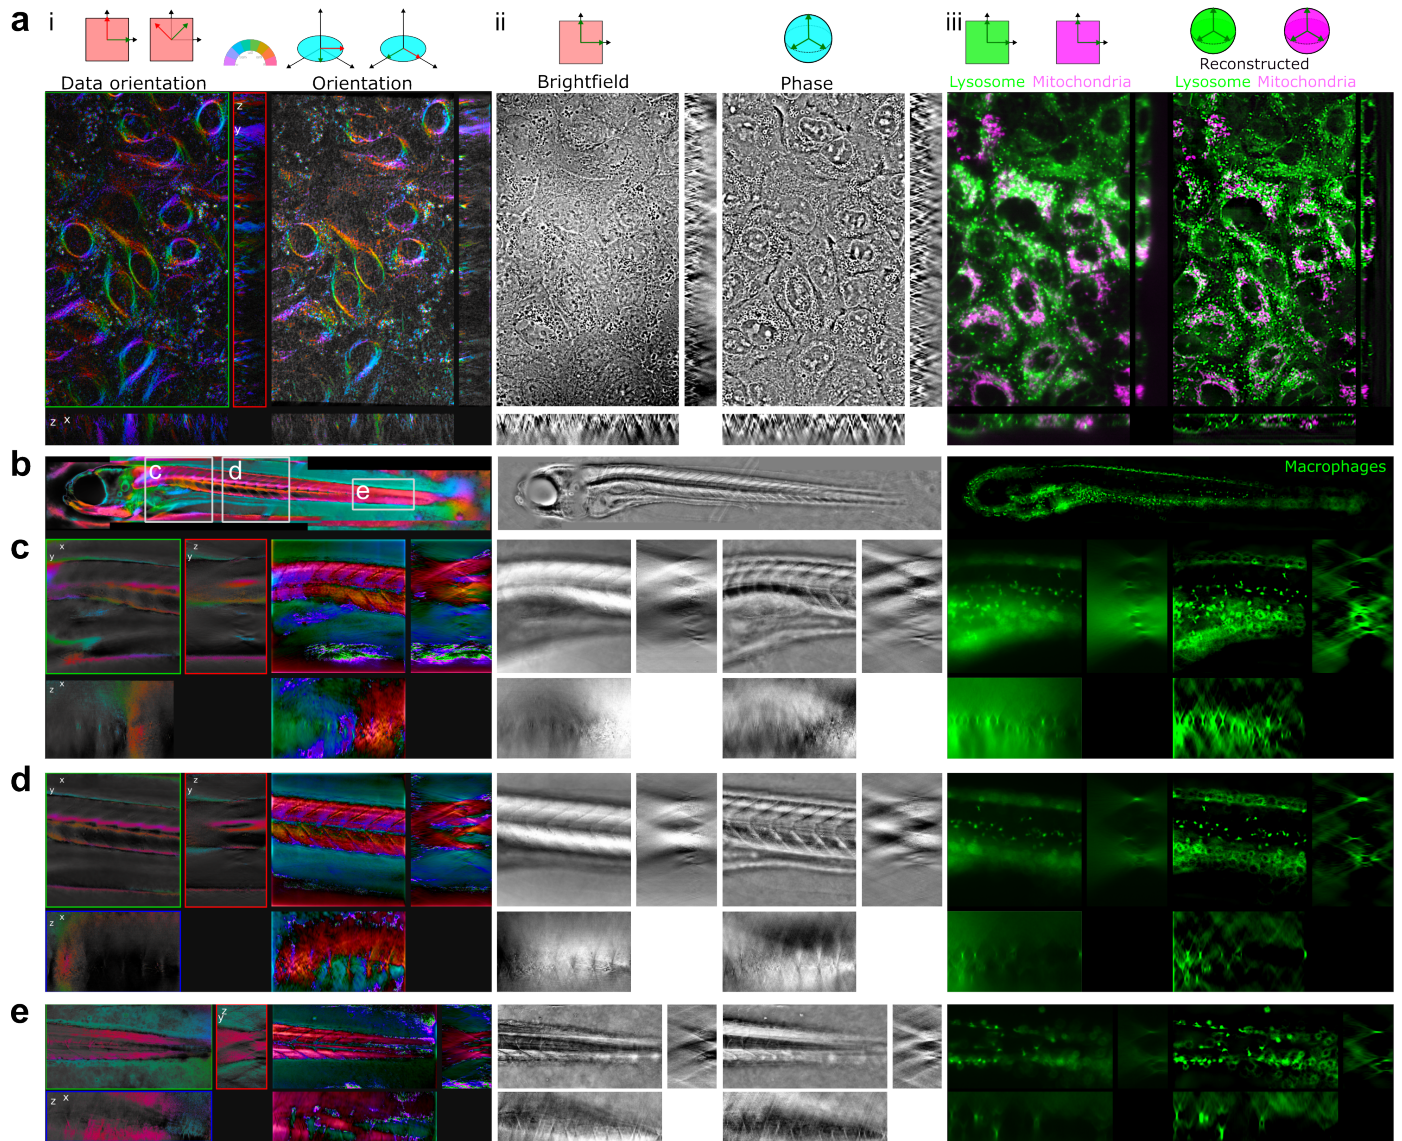 a i ii iii
Data orientation Orientation Brightfield Phase Lysosome Mitochondria Reconstructed
Lysosome Mitochondria
z
y
z x
b
c d e
Macrophages
c
x
y
z
z x
d
x
y
z
y
z x
e
z
y
z x